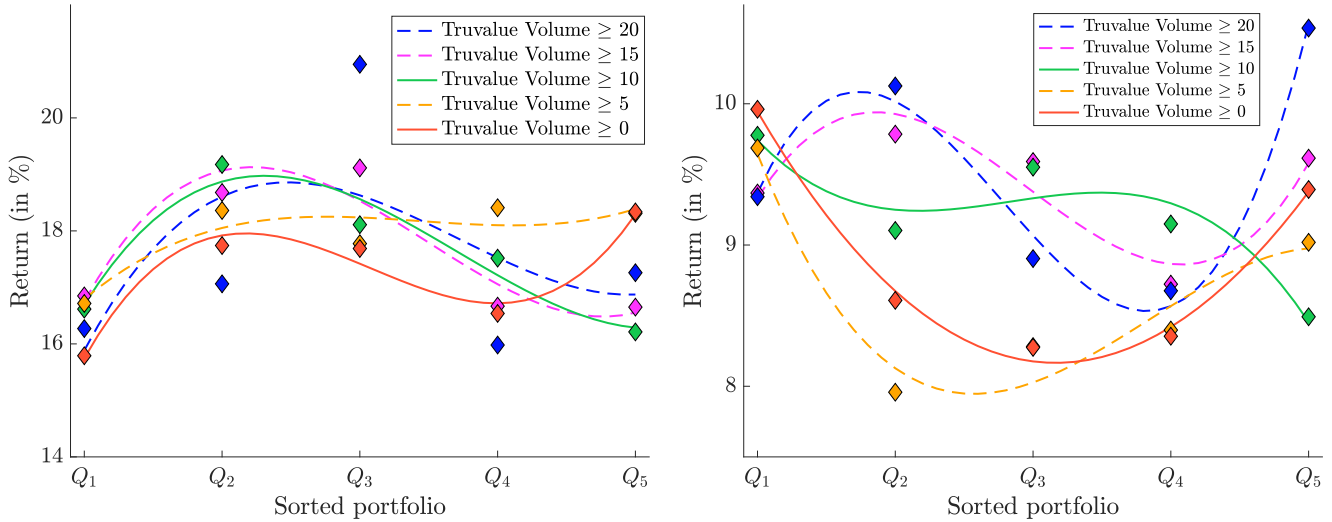 Truvalue Volume ≥ 20
Truvalue Volume ≥ 15
Truvalue Volume ≥ 10
Truvalue Volume ≥ 5
Truvalue Volume ≥ 0
20
18
16
14
Return (in %)
Q1 Q2 Q3 Q4 Q5
Sorted portfolio
Truvalue Volume ≥ 20
Truvalue Volume ≥ 15
Truvalue Volume ≥ 10
Truvalue Volume ≥ 5
Truvalue Volume ≥ 0
10
9
8
Return (in %)
Q1 Q2 Q3 Q4 Q5
Sorted portfolio